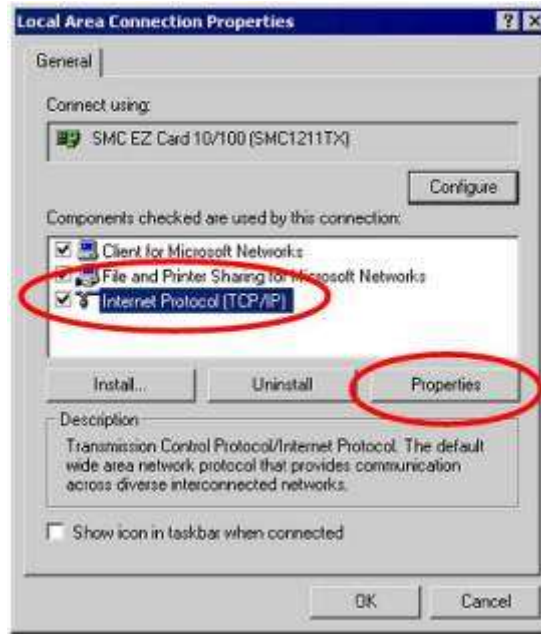 Local Area Connection Properties
General
Connect using:
SMC EZ Card 10/100 (SMC1211TX)
Configure
Components checked are used by this connection:
Client for Microsoft Networks
File and Printer Sharing for Microsoft Networks
Internet Protocol (TCP/IP)
Install...
Uninstall
Properties
Description
Transmission Control Protocol/Internet Protocol. The default
wide area network protocol that provides communication
across diverse interconnected networks.
Show icon in taskbar when connected
OK
Cancel